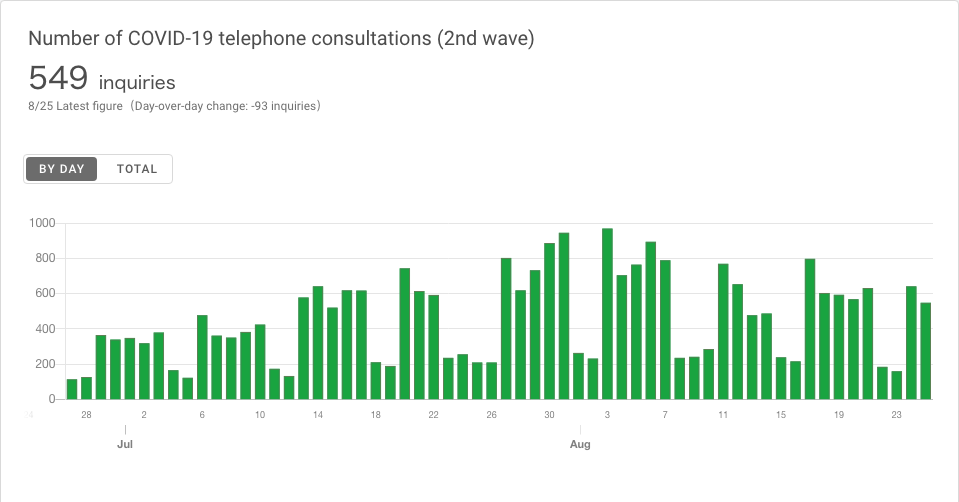 Number of COVID-19 telephone consultations (2nd wave)
549 inquiries
8/25 Latest figure（Day-over-day change: -93 inquiries）
BY DAY TOTAL
1000
800
600
400
200
0
28 2 6 10 14 18 22 26 30 3 7 11 15 19 23
Jul Aug